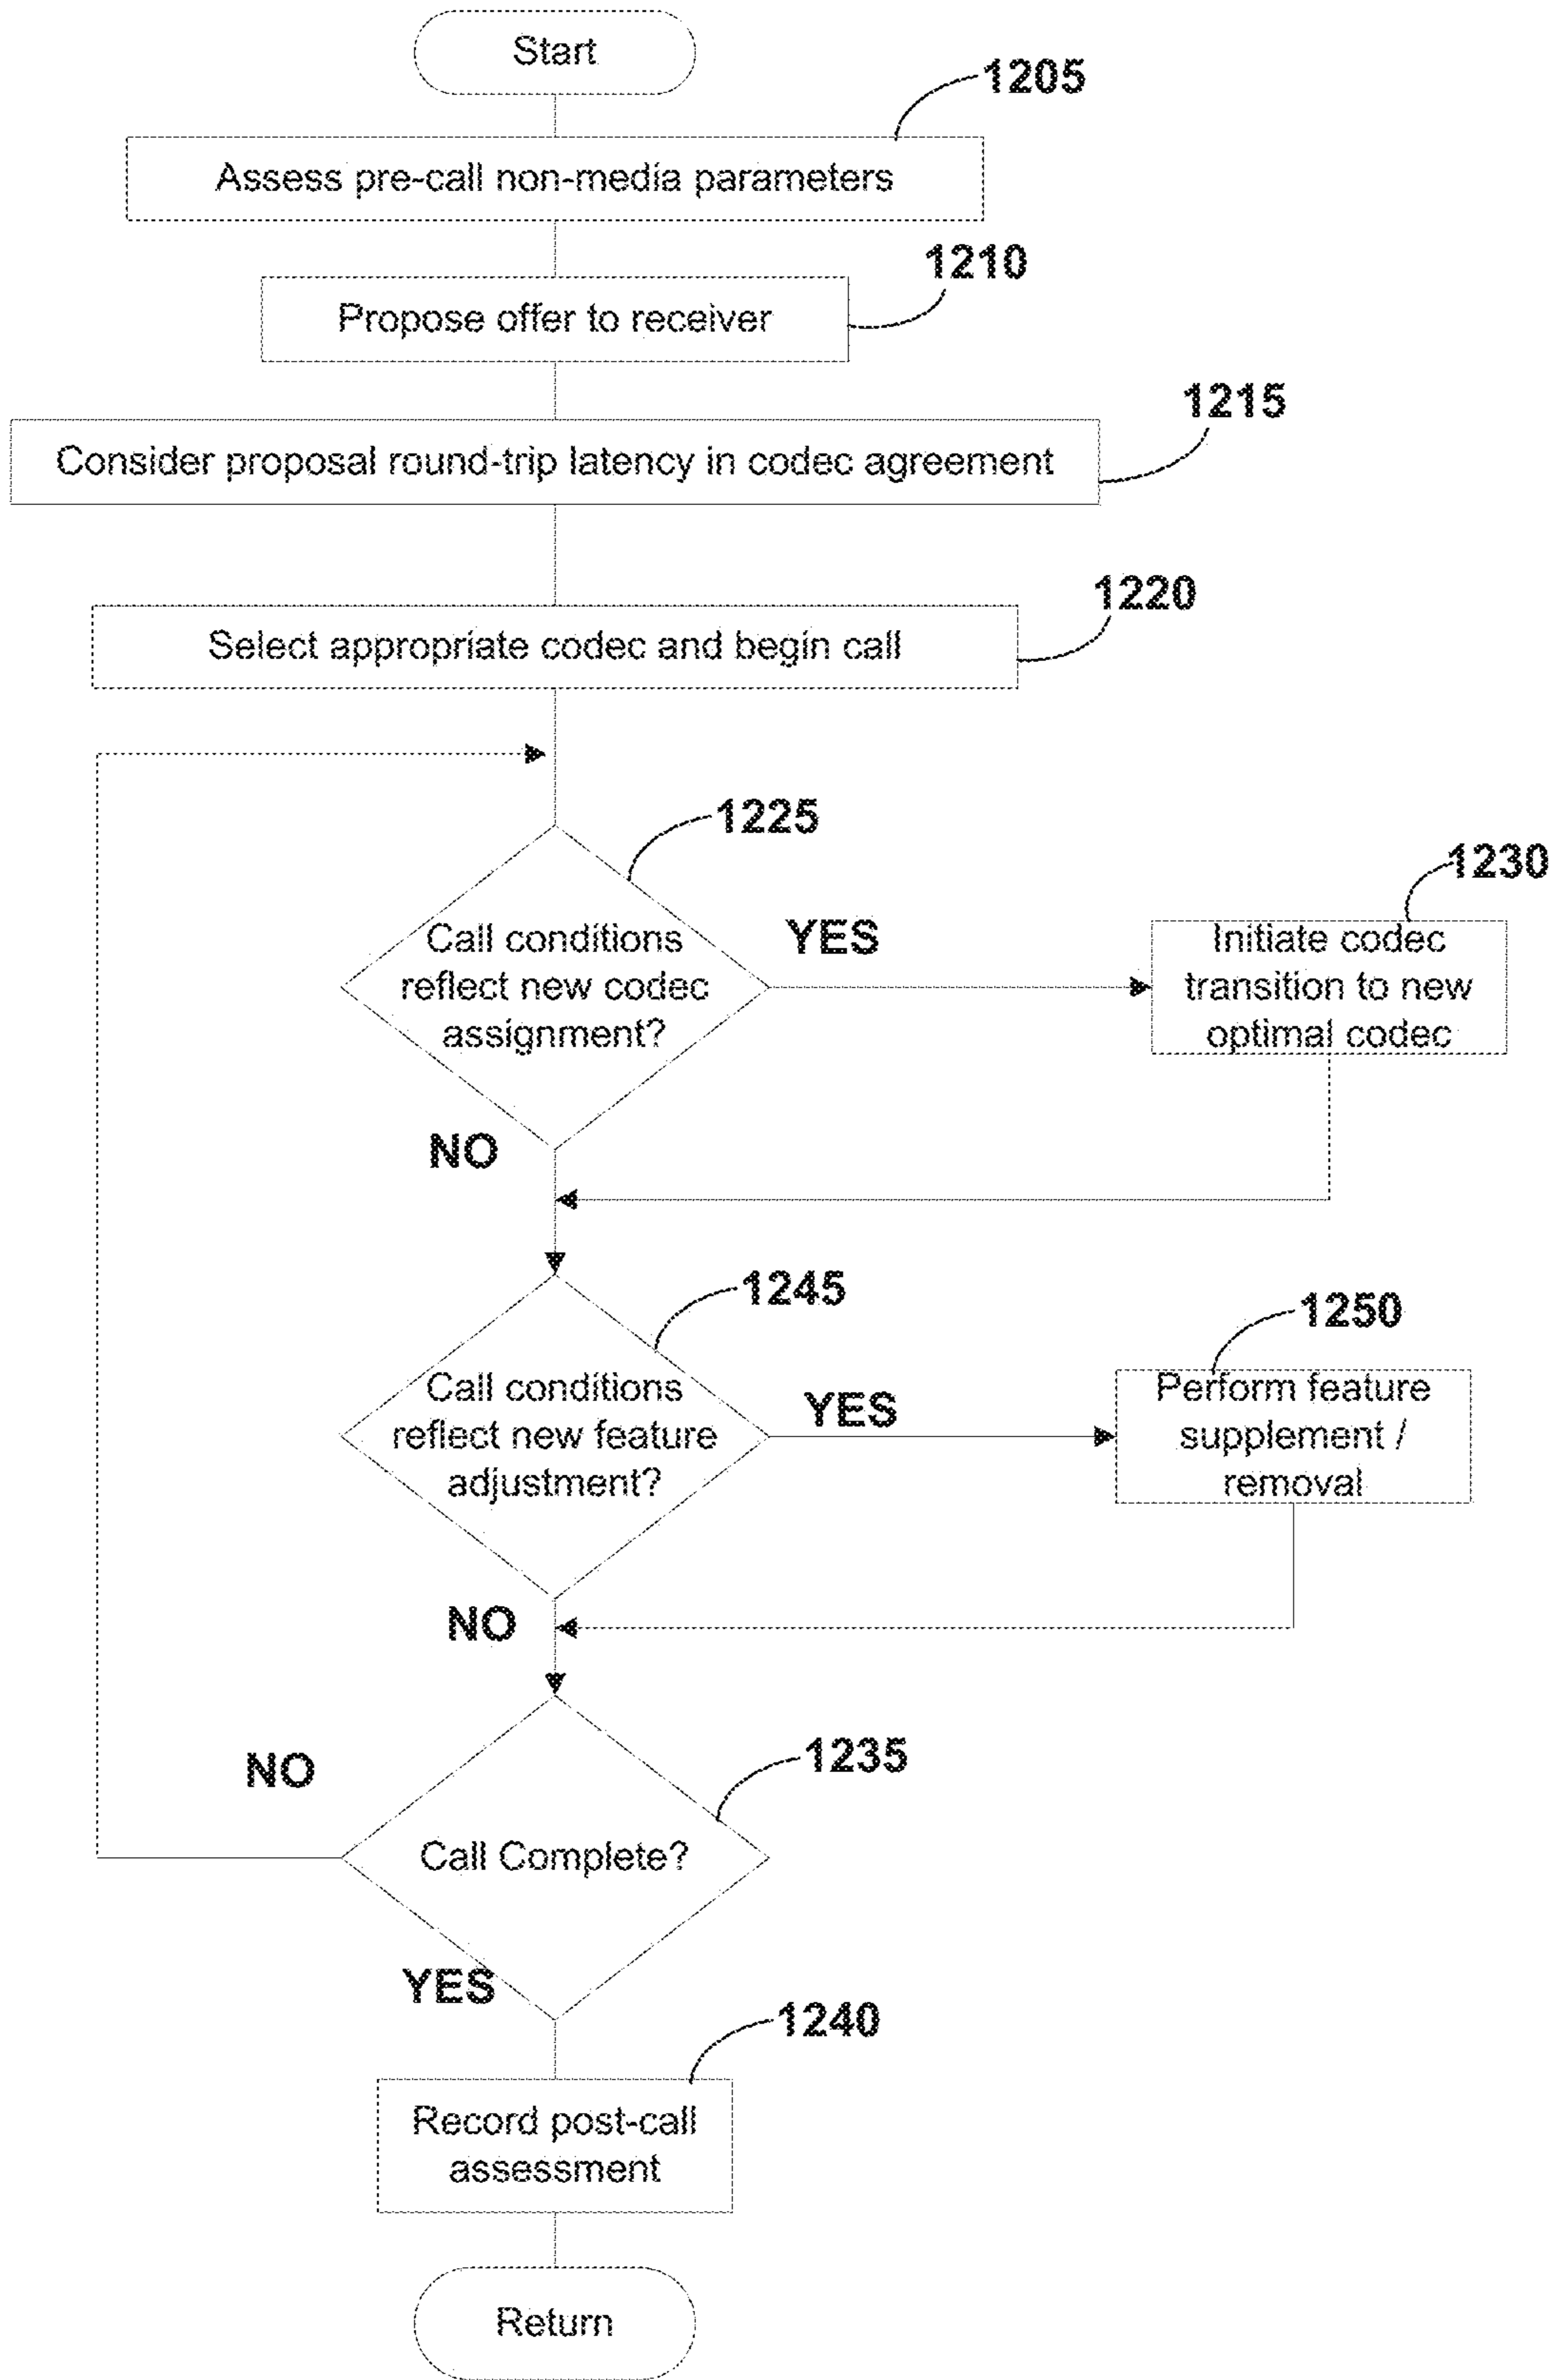 Start
1205
Assess pre-call non-media parameters
1210
Propose offer to receiver
1215
Consider proposal round-trip latency in codec agreement
1220
Select appropriate codec and begin call
1225
Call conditions
reflect new codec
assignment?
YES
1230
Initiate codec
transition to new
optimal codec
NO
1245
Call conditions
reflect new feature
adjustment?
YES
1250
Perform feature
supplement /
removal
NO
1235
Call Complete?
NO
YES
1240
Record post-call
assessment
Return